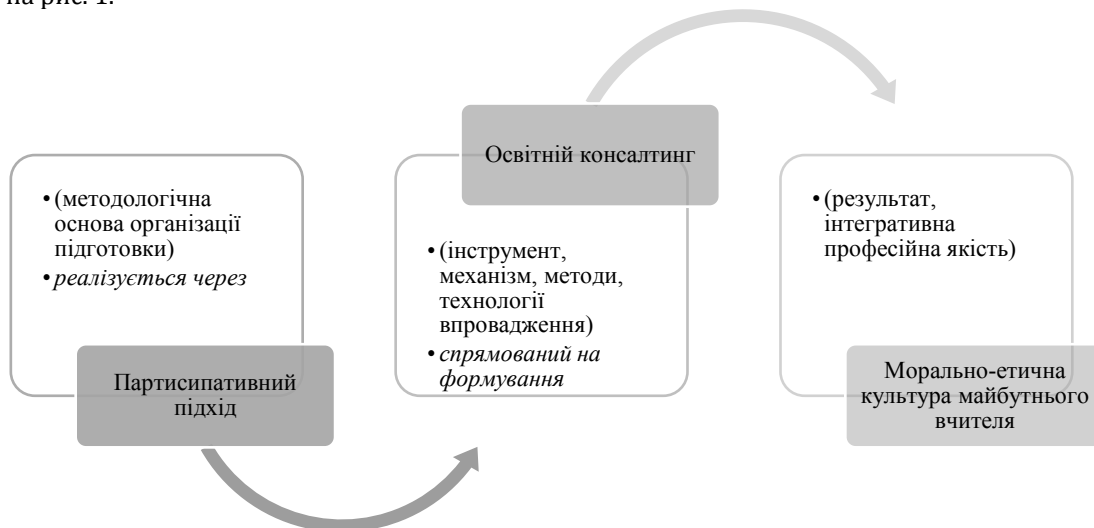 на рис. 1.
• (методологічна
основа організації
підготовки)
• реалізується через
Партисипативний
підхід
Освітній консалтинг
• (інструмент,
механізм, методи,
технології
впровадження)
• спрямований на
формування
• (результат,
інтегративна
професійна якість)
Морально-етична
культура майбутнього
вчителя